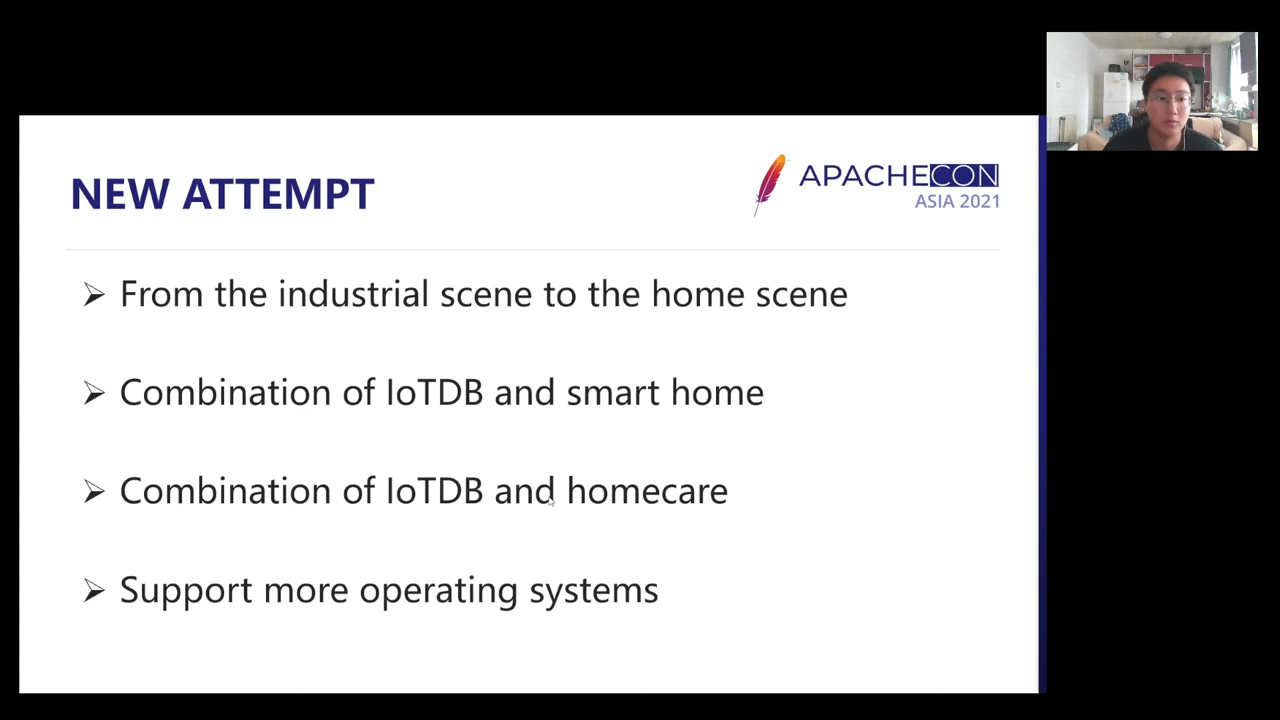 NEW ATTEMPT
APACHECON
ASIA 2021
From the industrial scene to the home scene
Combination of IoTDB and smart home
Combination of IoTDB and homecare
Support more operating systems